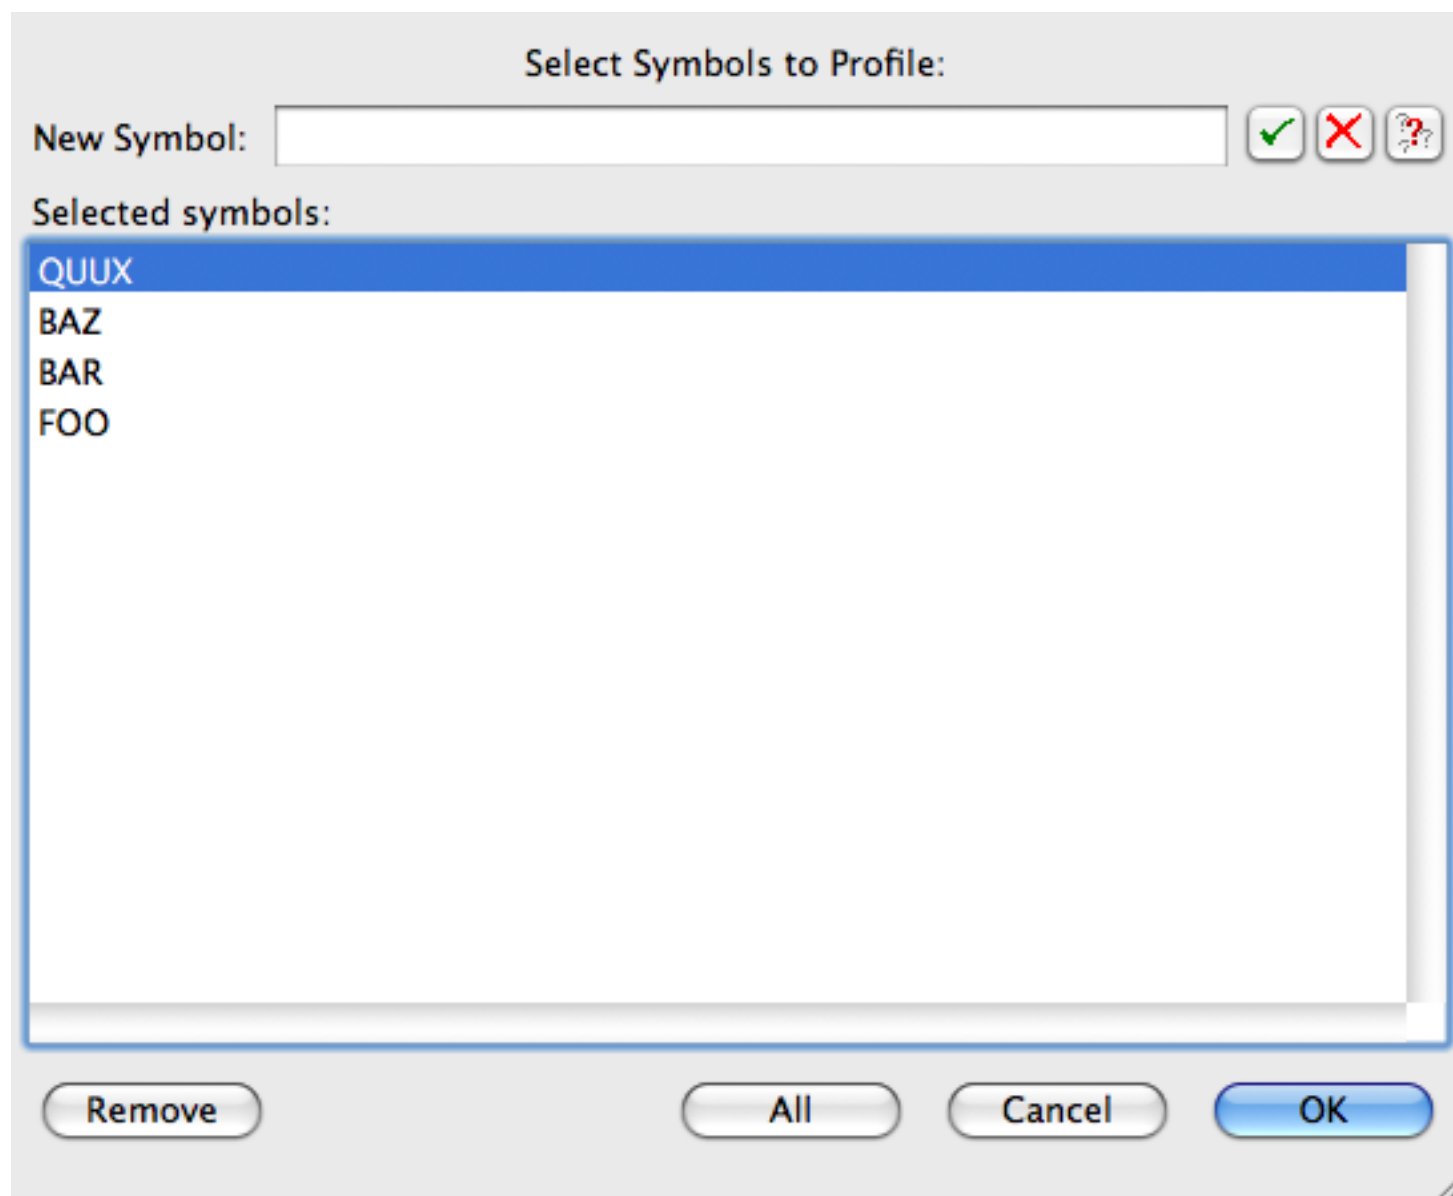 Select Symbols to Profile:
New Symbol:
Selected symbols:
QUUX
BAZ
BAR
FOO
Remove All Cancel OK